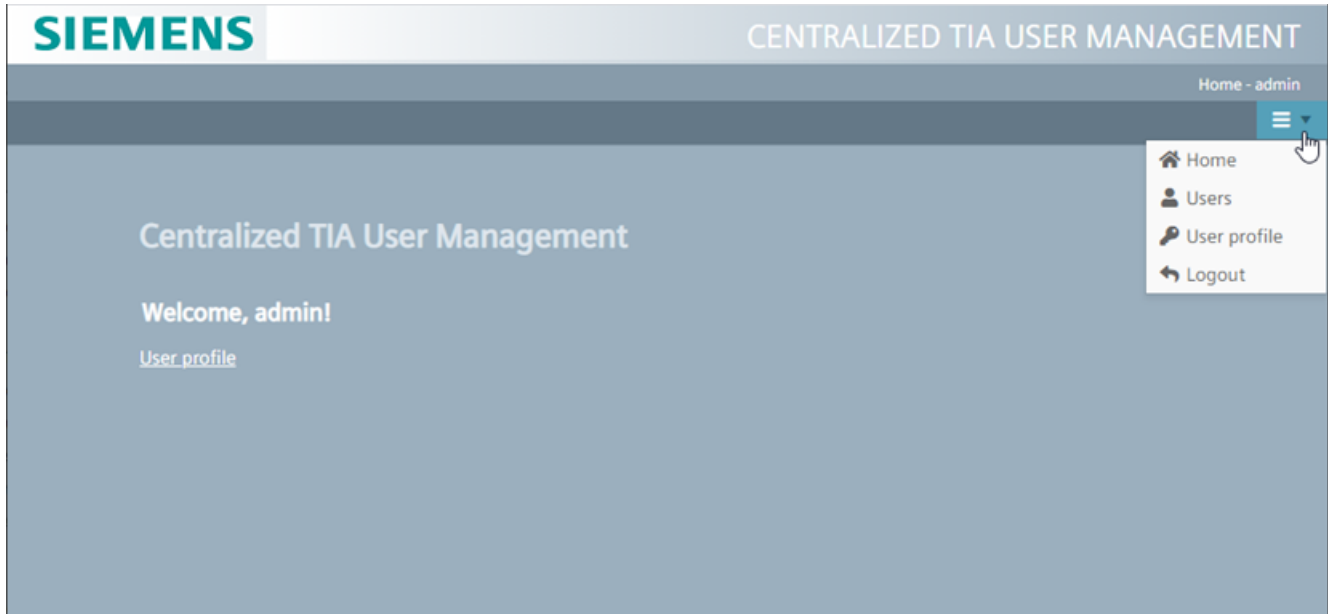 SIEMENS
CENTRALIZED TIA USER MANAGEMENT
Home - admin
Home
Users
User profile
Logout
Centralized TIA User Management
Welcome, admin!
User profile